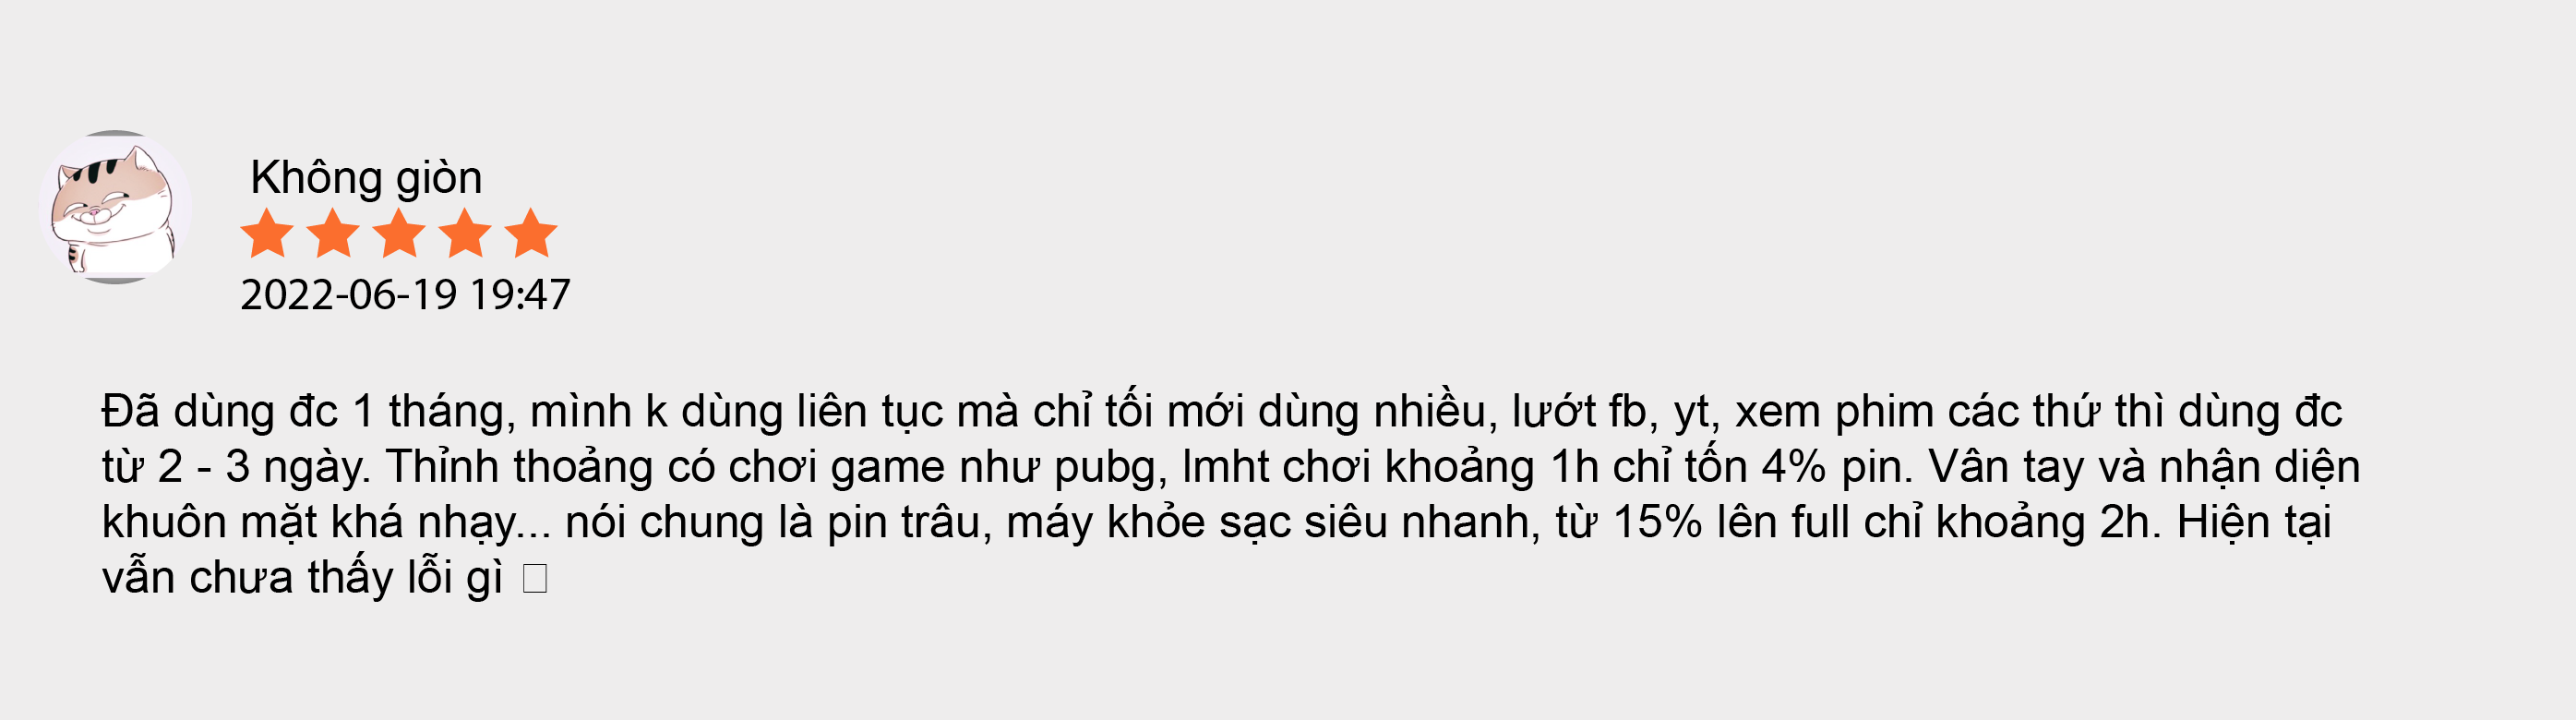 Không giòn
2022-06-19 19:47
Đã dùng đc 1 tháng, mình k dùng liên tục mà chỉ tối mới dùng nhiều, lướt fb, yt, xem phim các thứ thì dùng đc
từ 2 - 3 ngày. Thỉnh thoảng có chơi game như pubg, lmht chơi khoảng 1h chỉ tốn 4% pin. Vân tay và nhận diện
khuôn mặt khá nhạy... nói chung là pin trâu, máy khỏe sạc siêu nhanh, từ 15% lên full chỉ khoảng 2h. Hiện tại
vẫn chưa thấy lỗi gì